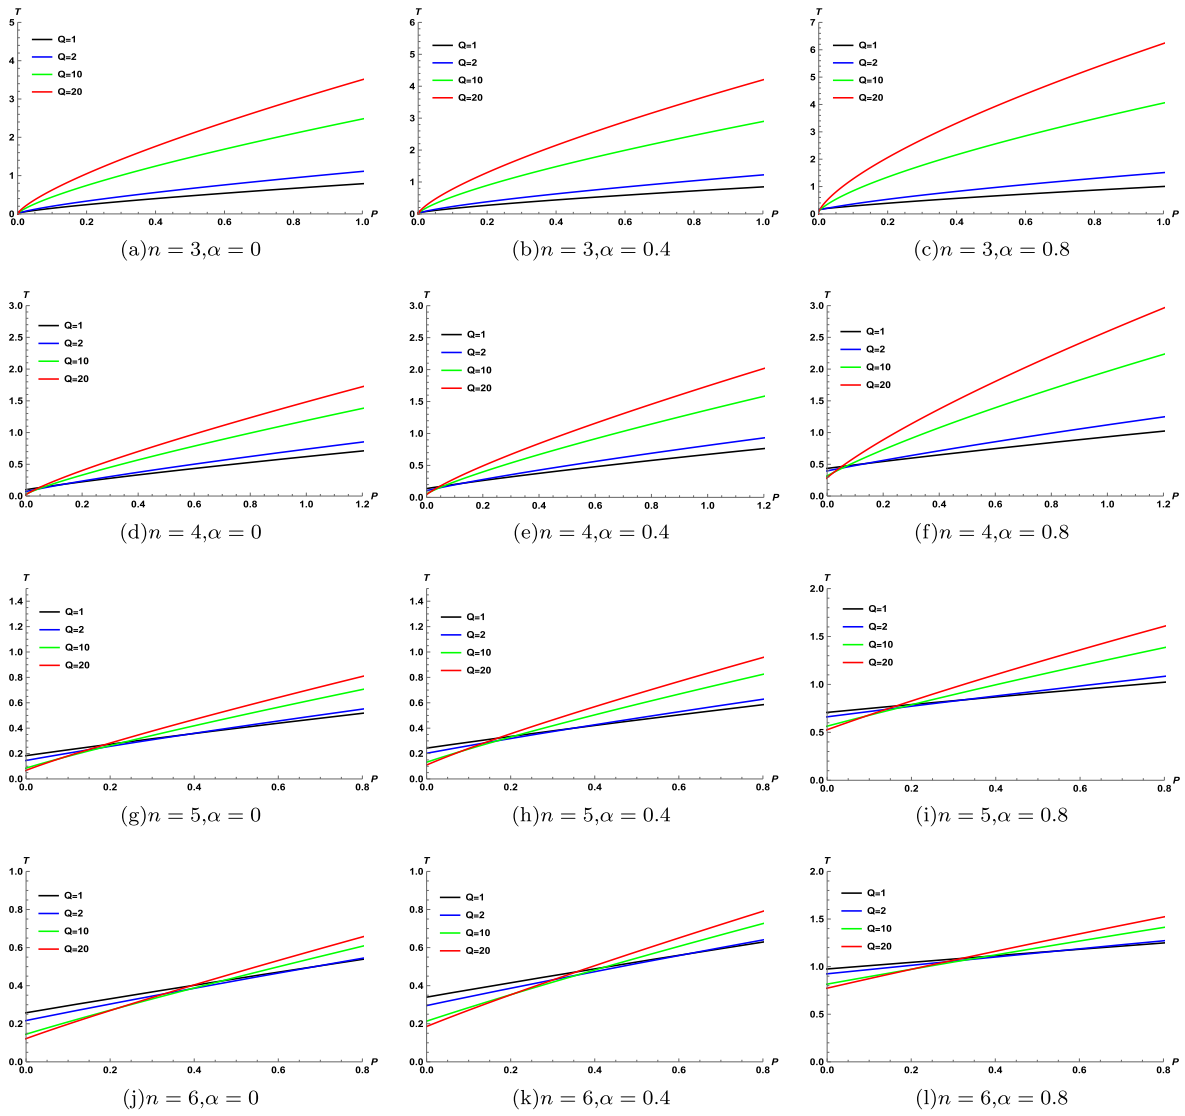 T
5
4
3
2
1
0
0.0 0.2 0.4 0.6 0.8 1.0
P
Q=1
Q=2
Q=10
Q=20
(a)n = 3,α = 0
T
6
5
4
3
2
1
0
0.0 0.2 0.4 0.6 0.8 1.0
P
Q=1
Q=2
Q=10
Q=20
(b)n = 3,α = 0.4
T
7
6
5
4
3
2
1
0
0.0 0.2 0.4 0.6 0.8 1.0
P
Q=1
Q=2
Q=10
Q=20
(c)n = 3,α = 0.8
T
3.0
2.5
2.0
1.5
1.0
0.5
0.0
0.0 0.2 0.4 0.6 0.8 1.0 1.2
P
Q=1
Q=2
Q=10
Q=20
(d)n = 4,α = 0
T
3.0
2.5
2.0
1.5
1.0
0.5
0.0
0.0 0.2 0.4 0.6 0.8 1.0 1.2
P
Q=1
Q=2
Q=10
Q=20
(e)n = 4,α = 0.4
T
3.0
2.5
2.0
1.5
1.0
0.5
0.0
0.0 0.2 0.4 0.6 0.8 1.0 1.2
P
Q=1
Q=2
Q=10
Q=20
(f)n = 4,α = 0.8
T
1.4
1.2
1.0
0.8
0.6
0.4
0.2
0.0
0.0 0.2 0.4 0.6 0.8
P
Q=1
Q=2
Q=10
Q=20
(g)n = 5,α = 0
T
1.4
1.2
1.0
0.8
0.6
0.4
0.2
0.0
0.0 0.2 0.4 0.6 0.8
P
Q=1
Q=2
Q=10
Q=20
(h)n = 5,α = 0.4
T
2.0
1.5
1.0
0.5
0.0
0.0 0.2 0.4 0.6 0.8
P
Q=1
Q=2
Q=10
Q=20
(i)n = 5,α = 0.8
T
1.0
0.8
0.6
0.4
0.2
0.0
0.0 0.2 0.4 0.6 0.8
P
Q=1
Q=2
Q=10
Q=20
(j)n = 6,α = 0
T
1.0
0.8
0.6
0.4
0.2
0.0
0.0 0.2 0.4 0.6 0.8
P
Q=1
Q=2
Q=10
Q=20
(k)n = 6,α = 0.4
T
2.0
1.5
1.0
0.5
0.0
0.0 0.2 0.4 0.6 0.8
P
Q=1
Q=2
Q=10
Q=20
(l)n = 6,α = 0.8